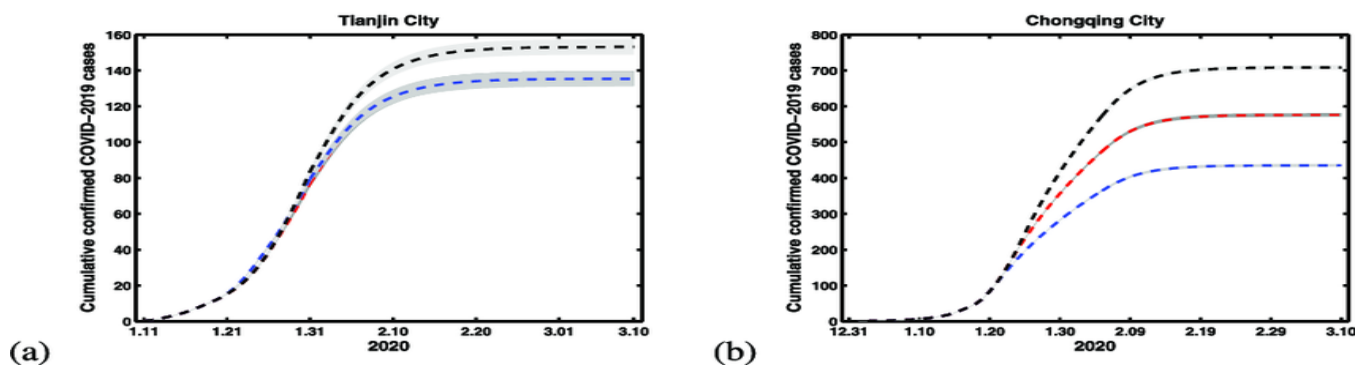 Tianjin City
Cumulative confirmed COVID-2019 cases
160
140
120
100
80
60
40
20
0
1.11 1.21 1.31 2.10 2.20 3.01 3.10
2020
(a)
Chongqing City
Cumulative confirmed COVID-2019 cases
800
700
600
500
400
300
200
100
0
12.31 1.10 1.20 1.30 2.09 2.19 2.29 3.10
2020
(b)